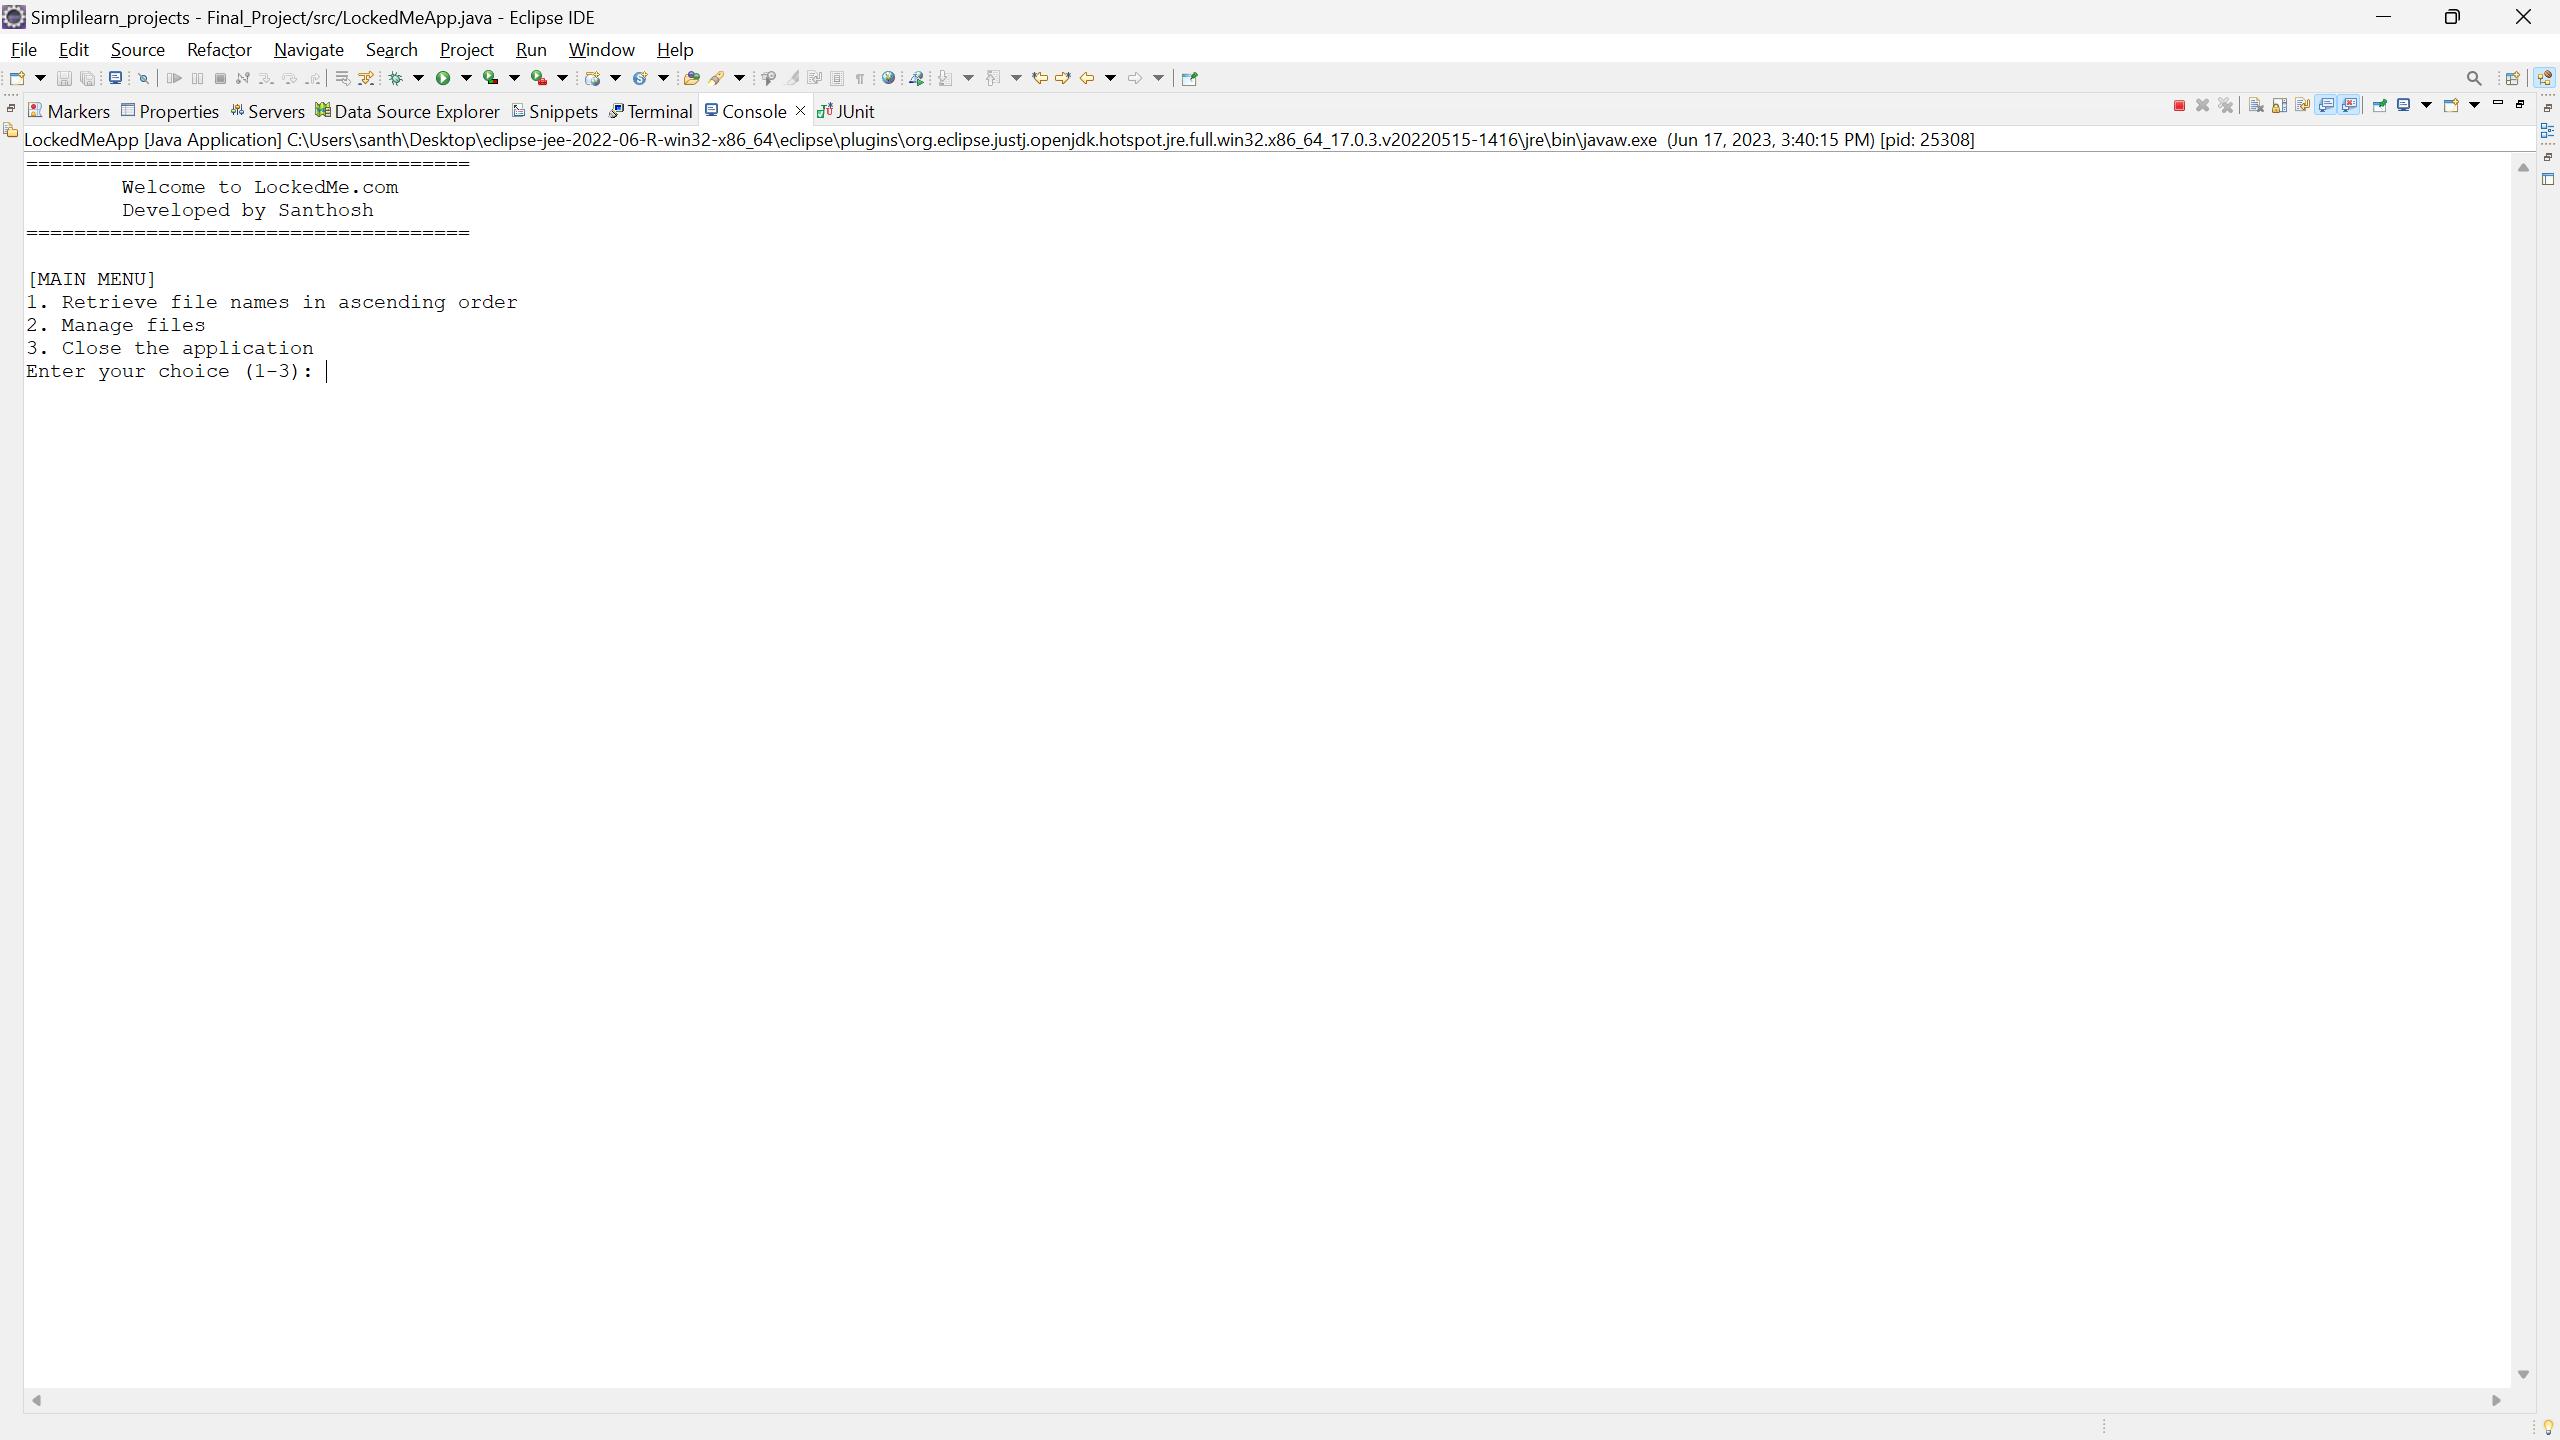 Simplilearn_projects - Final_Project/src/LockedMeApp.java - Eclipse IDE
File Edit Source Refactor Navigate Search Project Run Window Help
Markers Properties Servers Data Source Explorer Snippets Terminal Console JUnit
LockedMeApp [Java Application] C:\Users\santh\Desktop\eclipse-jee-2022-06-R-win32-x86_64\eclipse\plugins\org.eclipse.justj.openjdk.hotspot.jre.full.win32.x86_64_17.0.3.v20220515-1416\jre\bin\javaw.exe (Jun 17, 2023, 3:40:15 PM) [pid: 25308]
=====================================
Welcome to LockedMe.com
Developed by Santhosh
=====================================
[MAIN MENU]
1. Retrieve file names in ascending order
2. Manage files
3. Close the application
Enter your choice (1-3):